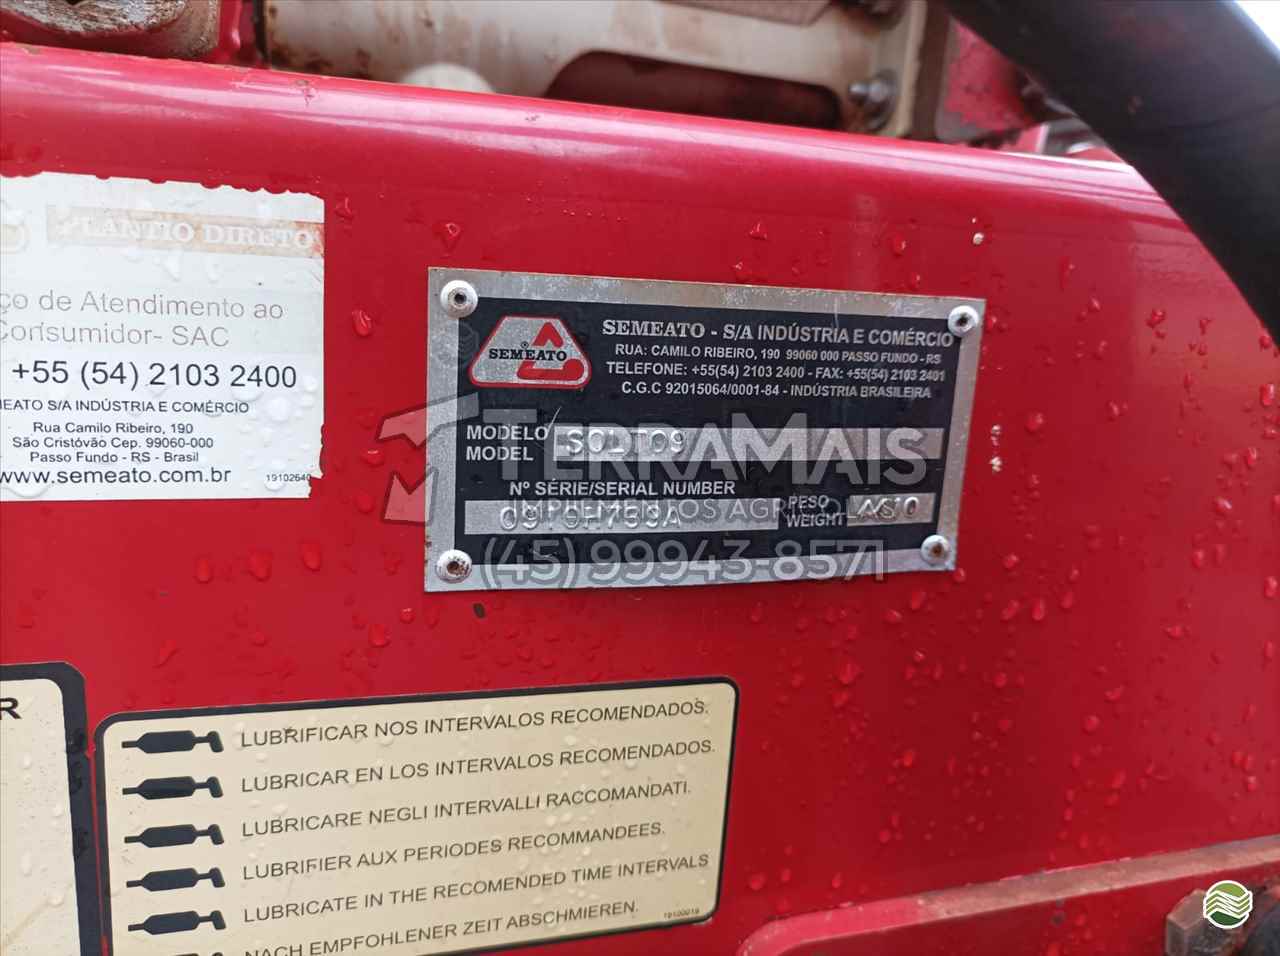 PLANTIO DIRETO
ço de Atendimento ao
Consumidor- SAC
+55 (54) 2103 2400
MEATO S/A INDÚSTRIA E COMÉRCIO
Rua Camilo Ribeiro, 190
São Cristóvão Cep. 99060-000
Passo Fundo - RS - Brasil
www.semeato.com.br
19102640
SEMEATO
SEMEATO - S/A INDÚSTRIA E COMÉRCIO
RUA: CAMILO RIBEIRO, 190 99060 000 PASSO FUNDO - RS
TELEFONE: +55(54) 2103 2400 - FAX: +55(54) 2103 2401
C.G.C 92015064/0001-84 - INDÚSTRIA BRASILEIRA
MODELO
MODEL
Nº SÉRIE/SERIAL NUMBER
PESO
WEIGHT
TERRAMAIS
IMPLEMENTOS AGRÍCOLAS
(45) 99943-8571
R
LUBRIFICAR NOS INTERVALOS RECOMENDADOS.
LUBRICAR EN LOS INTERVALOS RECOMENDADOS.
LUBRICARE NEGLI INTERVALLI RACCOMANDATI.
LUBRIFIER AUX PERIODES RECOMMANDEES.
LUBRICATE IN THE RECOMENDED TIME INTERVALS
NACH EMPFOHLENER ZEIT ABSCHMIEREN.
19100019